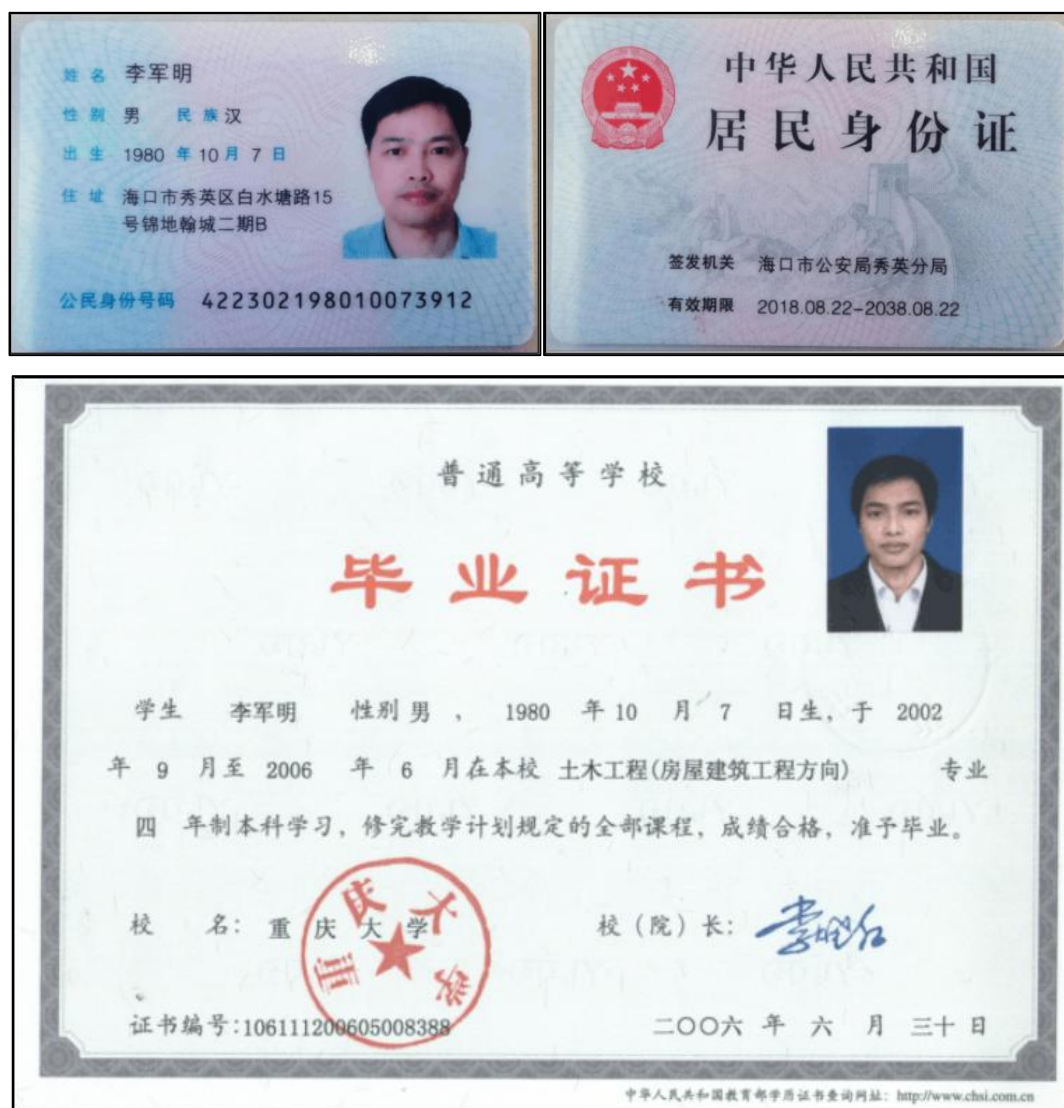 姓名 李军明
性别 男 民族 汉
出生 1980 年 10 月 7 日
住址 海口市秀英区白水塘路15
号锦地翰城二期B
公民身份号码 422302198010073912
中华人民共和国
居民身份证
签发机关 海口市公安局秀英分局
有效期限 2018.08.22-2038.08.22
普通高等学校
毕业证书
学生 李军明 性别 男 , 1980 年 10 月 7 日生, 于 2002
年 9 月至 2006 年 6 月在本校 土木工程(房屋建筑工程方向) 专业
四 年制本科学习, 修完教学计划规定的全部课程, 成绩合格, 准予毕业。
校 名: 重庆大学 校(院)长:
重庆大学
证书编号:106111200605008388 二〇〇六 年 六 月 三十 日
中华人民共和国教育部学历证书查询网址: http://www.chsi.com.cn